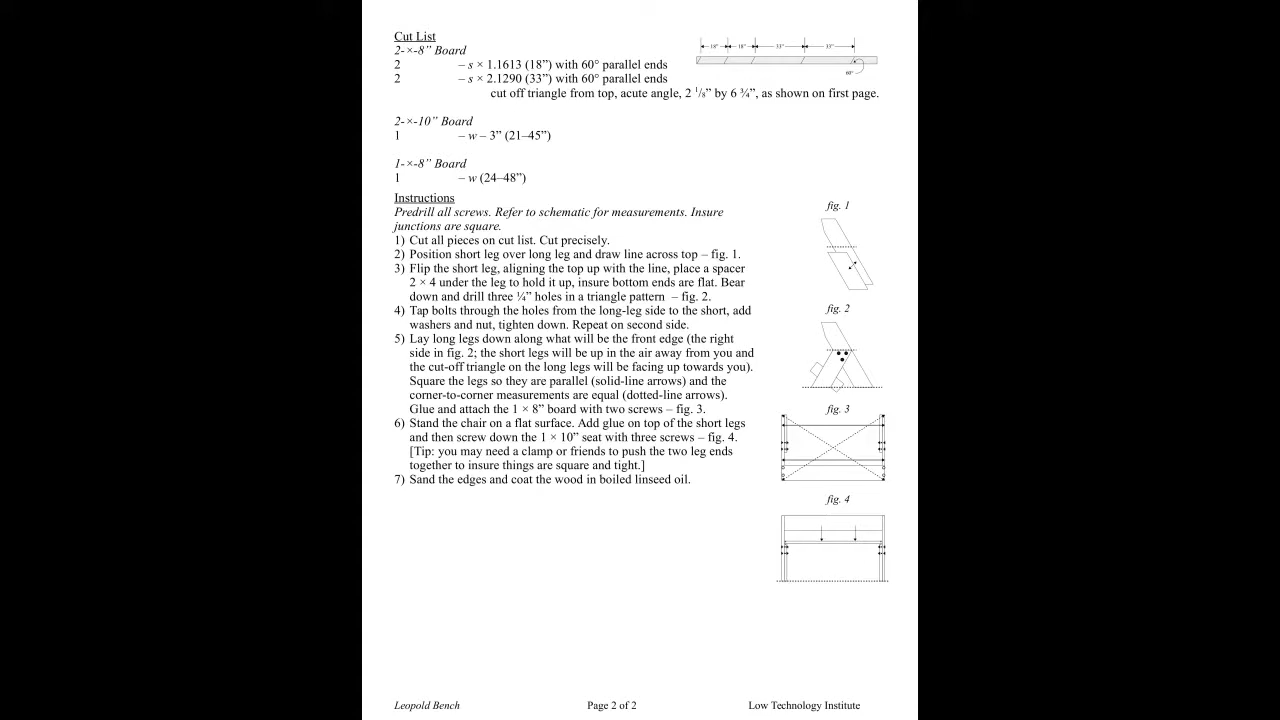 Cut List
2-×-8” Board
2 – s × 1.1613 (18”) with 60° parallel ends
2 – s × 2.1290 (33”) with 60° parallel ends
cut off triangle from top, acute angle, 2 1/8” by 6 ¾”, as shown on first page.
18” 18” 33” 33”
60°
2-×-10” Board
1 – w – 3” (21–45”)
1-×-8” Board
1 – w (24–48”)
Instructions
Predrill all screws. Refer to schematic for measurements. Insure
junctions are square.
1) Cut all pieces on cut list. Cut precisely.
2) Position short leg over long leg and draw line across top – fig. 1.
3) Flip the short leg, aligning the top up with the line, place a spacer
2 × 4 under the leg to hold it up, insure bottom ends are flat. Bear
down and drill three ¼” holes in a triangle pattern – fig. 2.
4) Tap bolts through the holes from the long-leg side to the short, add
washers and nut, tighten down. Repeat on second side.
5) Lay long legs down along what will be the front edge (the right
side in fig. 2; the short legs will be up in the air away from you and
the cut-off triangle on the long legs will be facing up towards you).
Square the legs so they are parallel (solid-line arrows) and the
corner-to-corner measurements are equal (dotted-line arrows).
Glue and attach the 1 × 8” board with two screws – fig. 3.
6) Stand the chair on a flat surface. Add glue on top of the short legs
and then screw down the 1 × 10” seat with three screws – fig. 4.
[Tip: you may need a clamp or friends to push the two leg ends
together to insure things are square and tight.]
7) Sand the edges and coat the wood in boiled linseed oil.
fig. 1
fig. 2
fig. 3
fig. 4
Leopold Bench Page 2 of 2 Low Technology Institute